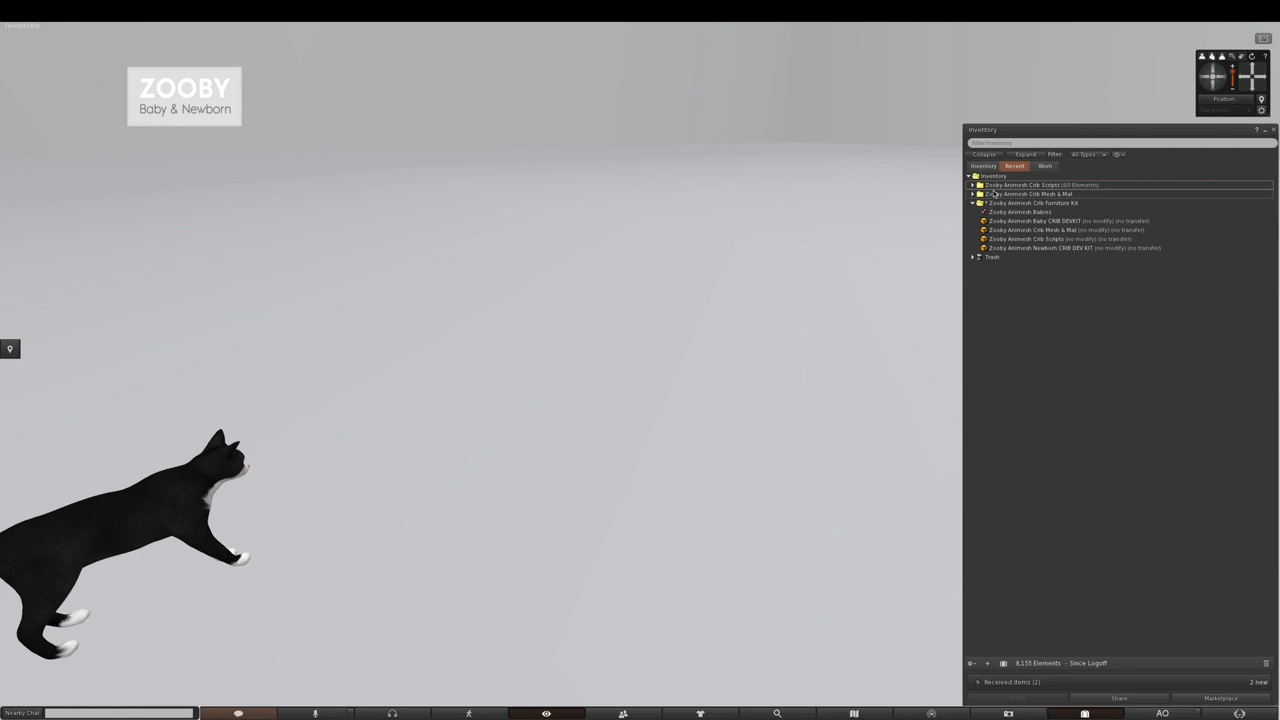 Favorites Bar
ZOOBY
Baby & Newborn
Position...
Inventory
Filter Inventory
Collapse Expand Filter: All Types
Inventory Recent Worn
Inventory
Zooby Animesh Crib Scripts (6/0 Elements)
Zooby Animesh Crib Mesh & Mat
* Zooby Animesh Crib Furniture Kit
Zooby Animesh Babies
Zooby Animesh Baby CRIB DEVKIT (no modify) (no transfer)
Zooby Animesh Crib Mesh & Mat (no modify) (no transfer)
Zooby Animesh Crib Scripts (no modify) (no transfer)
Zooby Animesh Newborn CRIB DEV KIT (no modify) (no transfer)
Trash
8,155 Elements - Since Logoff
Received items (2) 2 new
Profile Share Marketplace
Nearby Chat
AO